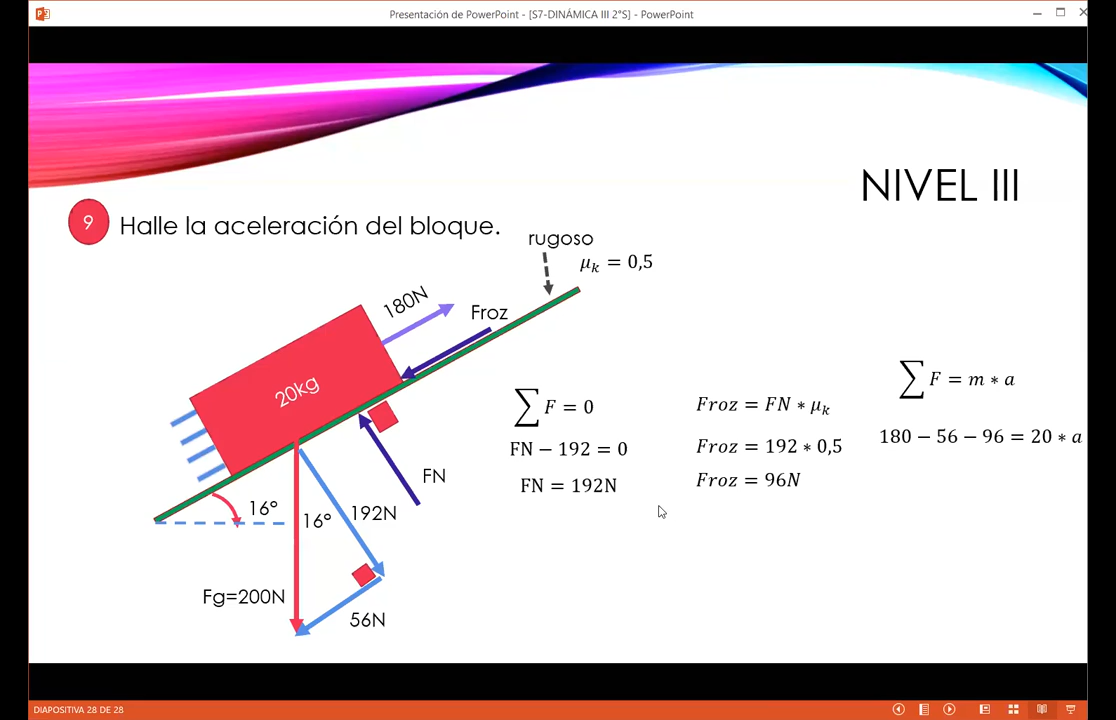 Presentación de PowerPoint - [S7-DINÁMICA III 2°S] - PowerPoint
NIVEL III
9 Halle la aceleración del bloque.
rugoso
μₖ = 0,5
180N
Froz
20kg
∑ F = m ∗ a
∑ F = 0
Froz = FN ∗ μₖ
180 − 56 − 96 = 20 ∗ a
FN − 192 = 0
Froz = 192 ∗ 0,5
FN
FN = 192N
Froz = 96N
16°
16°
192N
Fg=200N
56N
DIAPOSITIVA 28 DE 28